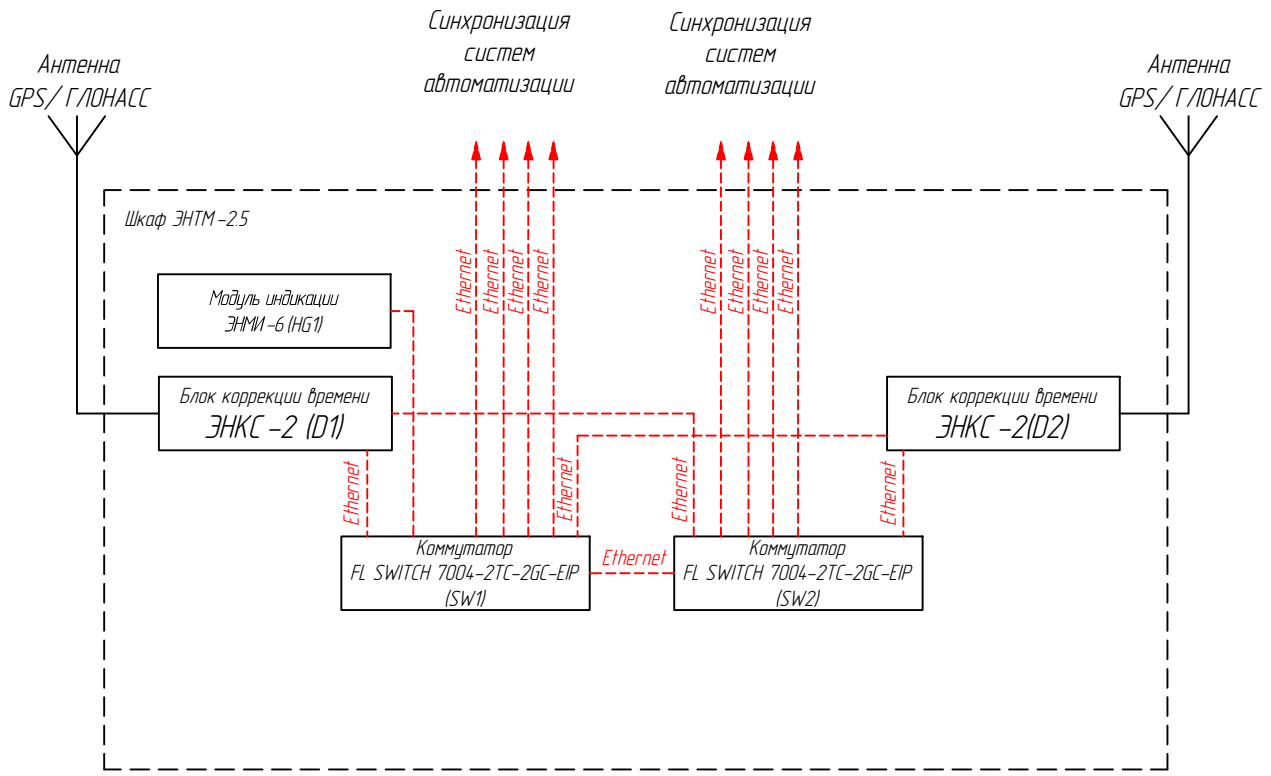 Синхронизация
систем
автоматизации
Синхронизация
систем
автоматизации
Антенна
GPS/ ГЛОНАСС
Антенна
GPS/ ГЛОНАСС
Шкаф ЭНТМ-2.5
Ethernet
Ethernet
Ethernet
Ethernet
Ethernet
Ethernet
Ethernet
Ethernet
Модуль индикации
ЭНМИ-6 (HG1)
Блок коррекции времени
ЭНКС-2 (D1)
Блок коррекции времени
ЭНКС-2(D2)
Ethernet
Ethernet
Ethernet
Ethernet
Коммутатор
FL SWITCH 7004-2TC-2GC-EIP
(SW1)
Ethernet
Коммутатор
FL SWITCH 7004-2TC-2GC-EIP
(SW2)